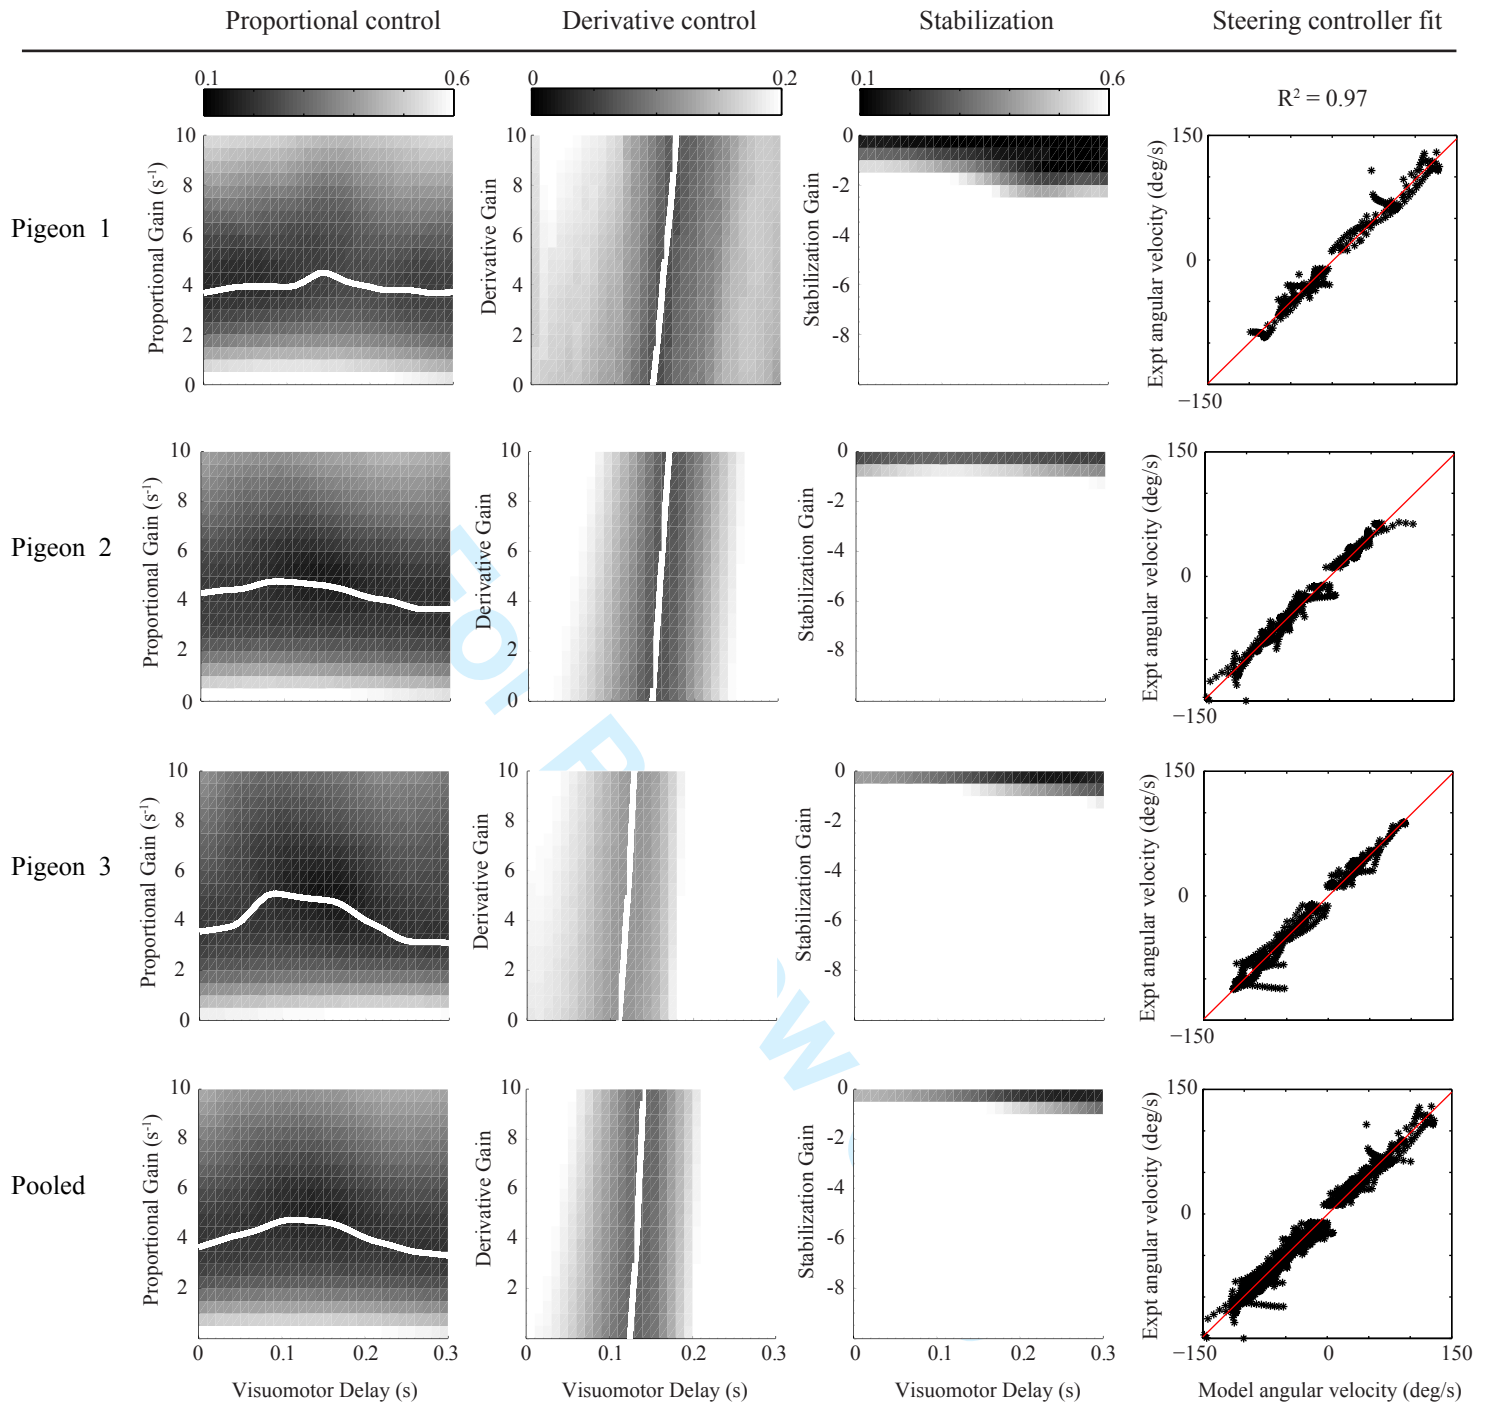 Proportional control Derivative control Stabilization Steering controller fit
0.1 0.6 0 0.2 0.1 0.6
R² = 0.97
Pigeon 1
Proportional Gain (s⁻¹)
10
8
6
4
2
0
Derivative Gain
10
8
6
4
2
0
Stabilization Gain
0
-2
-4
-6
-8
Expt angular velocity (deg/s)
150
0
−150
Pigeon 2
Proportional Gain (s⁻¹)
10
8
6
4
2
0
Derivative Gain
10
8
6
4
2
0
Stabilization Gain
0
-2
-4
-6
-8
Expt angular velocity (deg/s)
150
0
−150
Pigeon 3
Proportional Gain (s⁻¹)
10
8
6
4
2
0
Derivative Gain
10
8
6
4
2
0
Stabilization Gain
0
-2
-4
-6
-8
Expt angular velocity (deg/s)
150
0
−150
Pooled
Proportional Gain (s⁻¹)
10
8
6
4
2
Derivative Gain
10
8
6
4
2
Stabilization Gain
0
-2
-4
-6
-8
Expt angular velocity (deg/s)
150
0
0 0.1 0.2 0.3 0 0.1 0.2 0.3 0 0.1 0.2 0.3 −150 0 150
Visuomotor Delay (s) Visuomotor Delay (s) Visuomotor Delay (s) Model angular velocity (deg/s)
For